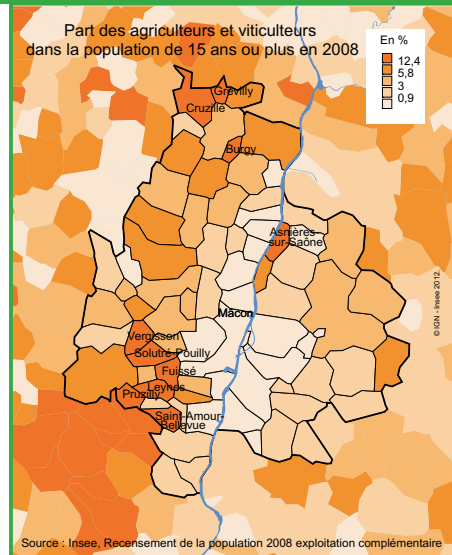 Part des agriculteurs et viticulteurs
dans la population de 15 ans ou plus en 2008
En %
12,4
5,8
3
0,9
Grévilly
Cruzille
Burgy
Asnières-
sur-Saône
Mâcon
Vergisson
Solutré-Pouilly
Fuissé
Leynes
Pruzilly
Saint-Amour-
Bellevue
© IGN - Insee 2012.
Source : Insee, Recensement de la population 2008 exploitation complémentaire